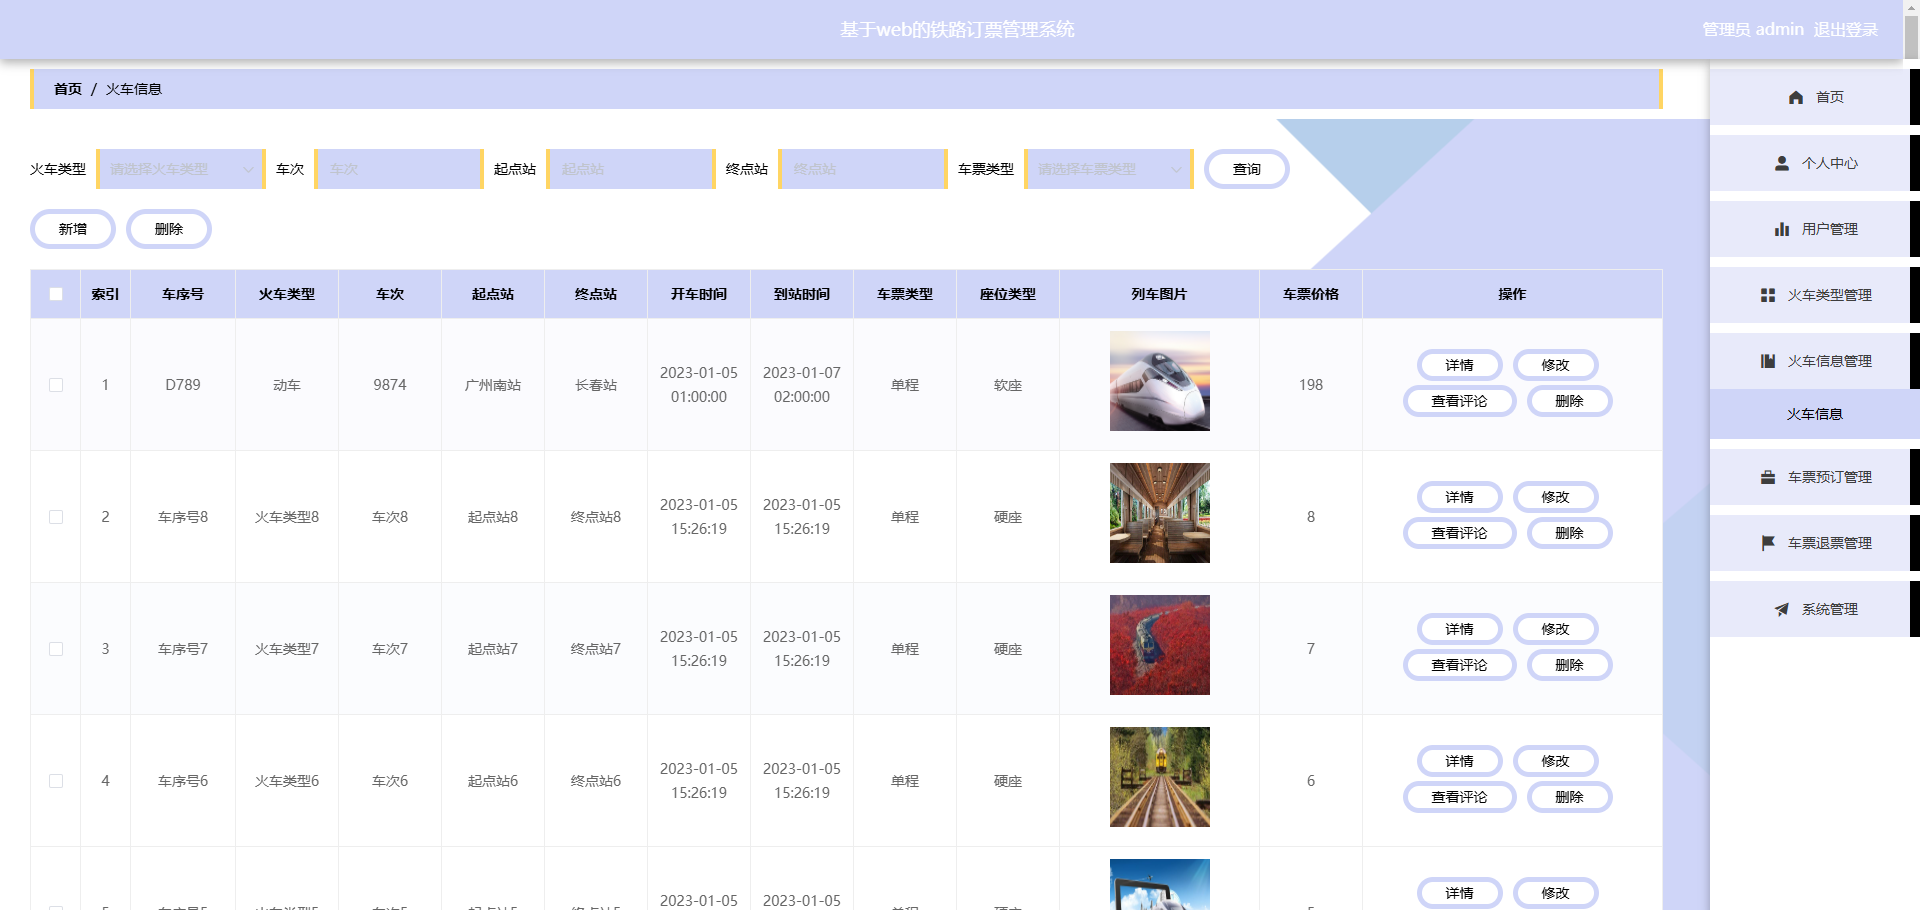 基于web的铁路订票管理系统
管理员 admin 退出登录
首页 / 火车信息
火车类型 请选择火车类型 车次 车次 起点站 起点站 终点站 终点站 车票类型 请选择车票类型 查询
新增 删除
索引 车序号 火车类型 车次 起点站 终点站 开车时间 到站时间 车票类型 座位类型 列车图片 车票价格 操作
1 D789 动车 9874 广州南站 长春站 2023-01-05 01:00:00 2023-01-07 02:00:00 单程 软座 198 详情 修改 查看评论 删除
2 车序号8 火车类型8 车次8 起点站8 终点站8 2023-01-05 15:26:19 2023-01-05 15:26:19 单程 硬座 8 详情 修改 查看评论 删除
3 车序号7 火车类型7 车次7 起点站7 终点站7 2023-01-05 15:26:19 2023-01-05 15:26:19 单程 硬座 7 详情 修改 查看评论 删除
4 车序号6 火车类型6 车次6 起点站6 终点站6 2023-01-05 15:26:19 2023-01-05 15:26:19 单程 硬座 6 详情 修改 查看评论 删除
2023-01-05 2023-01-05 详情 修改
首页
个人中心
用户管理
火车类型管理
火车信息管理
火车信息
车票预订管理
车票退票管理
系统管理